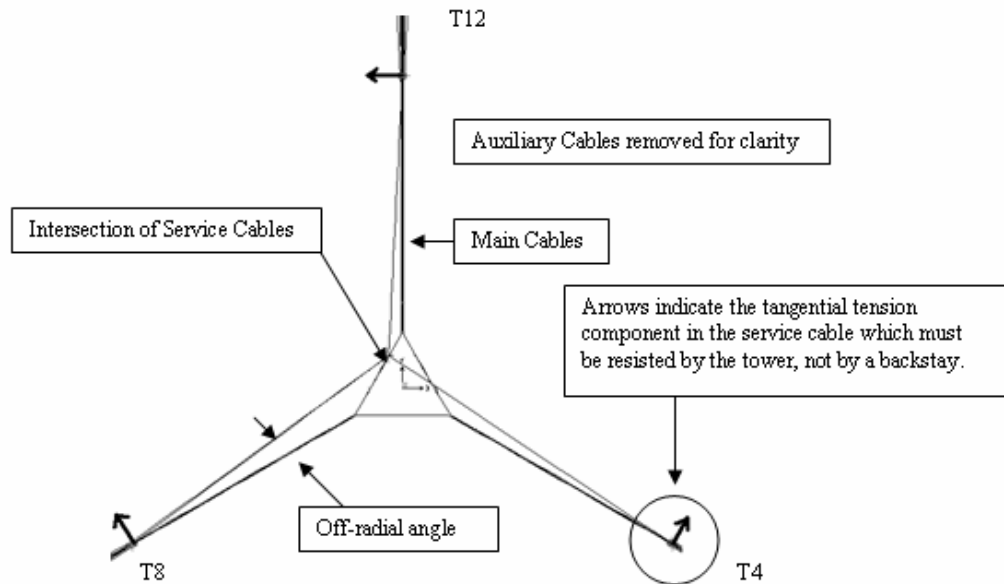 T12
Auxiliary Cables removed for clarity
Intersection of Service Cables
Main Cables
Arrows indicate the tangential tension
component in the service cable which must
be resisted by the tower, not by a backstay.
Off-radial angle
T8
T4